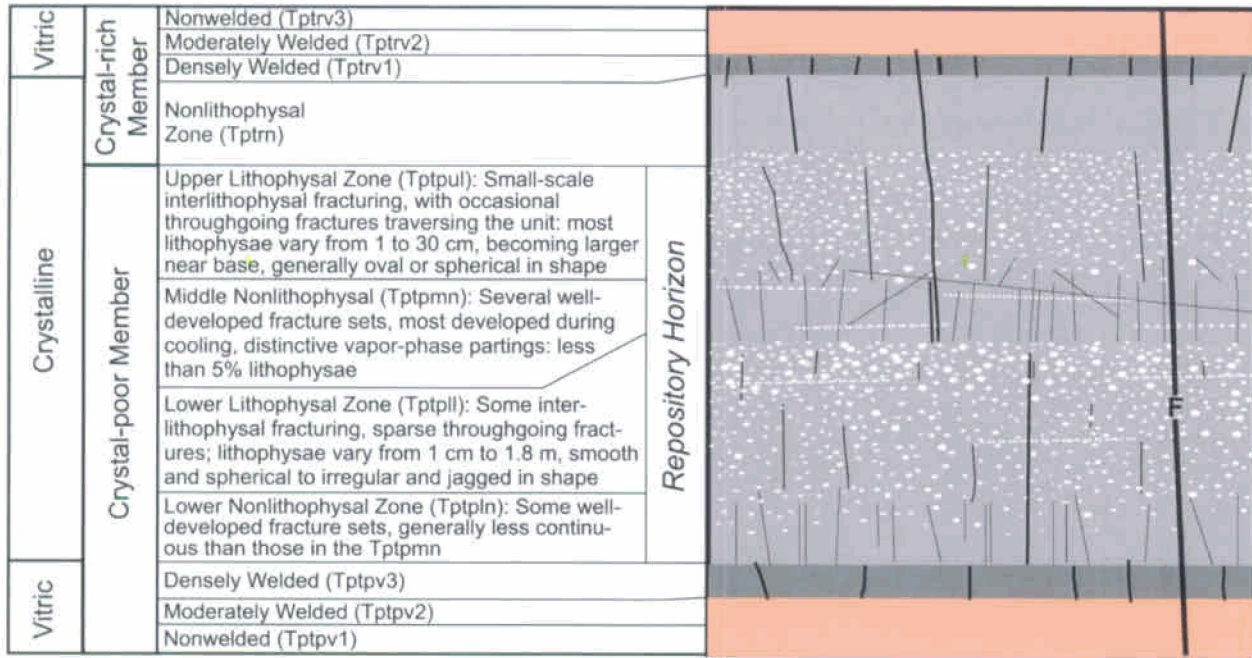 Vitric
Crystalline
Vitric
Crystal-rich
Member
Crystal-poor Member
Nonwelded (Tptrv3)
Moderately Welded (Tptrv2)
Densely Welded (Tptrv1)
Nonlithophysal
Zone (Tptrn)
Upper Lithophysal Zone (Tptpul): Small-scale
interlithophysal fracturing, with occasional
throughgoing fractures traversing the unit: most
lithophysae vary from 1 to 30 cm, becoming larger
near base, generally oval or spherical in shape
Middle Nonlithophysal (Tptpmn): Several well-
developed fracture sets, most developed during
cooling, distinctive vapor-phase partings: less
than 5% lithophysae
Lower Lithophysal Zone (Tptpll): Some inter-
lithophysal fracturing, sparse throughgoing fract-
ures; lithophysae vary from 1 cm to 1.8 m, smooth
and spherical to irregular and jagged in shape
Lower Nonlithophysal Zone (Tptpln): Some well-
developed fracture sets, generally less continu-
ous than those in the Tptpmn
Densely Welded (Tptpv3)
Moderately Welded (Tptpv2)
Nonwelded (Tptpv1)
Repository Horizon